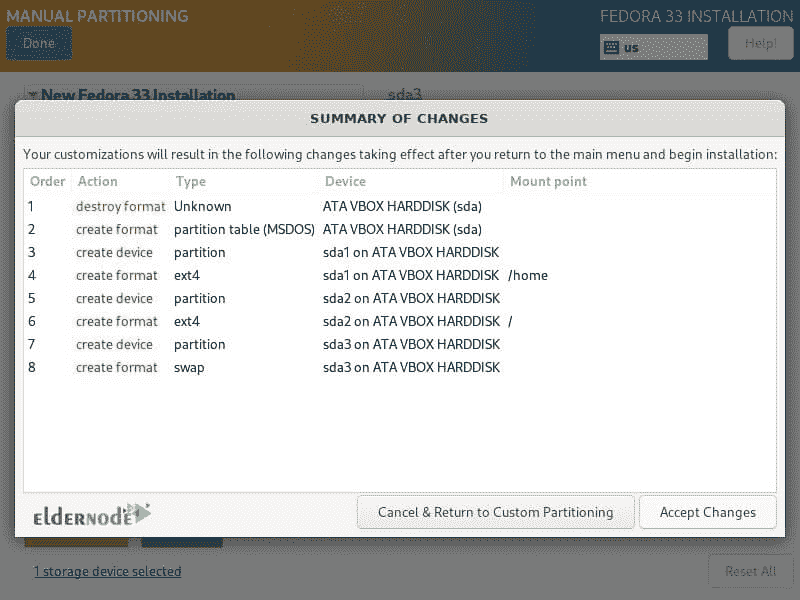 MANUAL PARTITIONING
FEDORA 33 INSTALLATION
Done
us
Help!
New Fedora 33 Installation
sda3
SUMMARY OF CHANGES
Your customizations will result in the following changes taking effect after you return to the main menu and begin installation:
Order Action Type Device Mount point
1 destroy format Unknown ATA VBOX HARDDISK (sda)
2 create format partition table (MSDOS) ATA VBOX HARDDISK (sda)
3 create device partition sda1 on ATA VBOX HARDDISK
4 create format ext4 sda1 on ATA VBOX HARDDISK /home
5 create device partition sda2 on ATA VBOX HARDDISK
6 create format ext4 sda2 on ATA VBOX HARDDISK /
7 create device partition sda3 on ATA VBOX HARDDISK
8 create format swap sda3 on ATA VBOX HARDDISK
ELDERNODE
Cancel & Return to Custom Partitioning
Accept Changes
1 storage device selected
Reset All